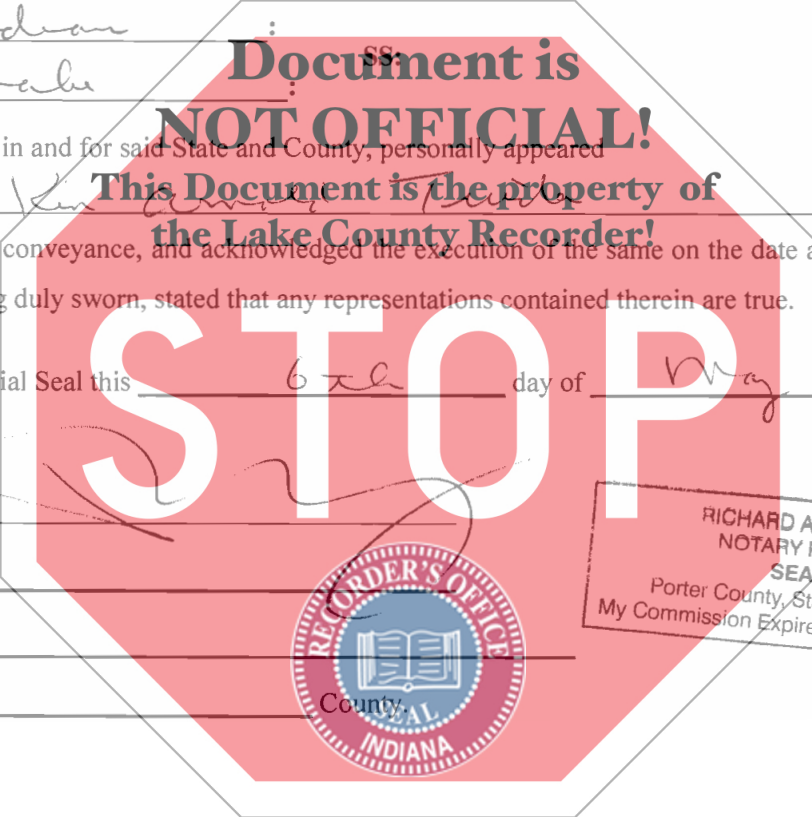 :
SS:
:
Document is
NOT OFFICIAL!
This Document is the property of
the Lake County Recorder!
in and for said State and County, personally appeared
Ken
conveyance, and acknowledged the execution of the same on the date a
g duly sworn, stated that any representations contained therein are true.
STOP
ial Seal this 6th day of May
RICHARD A
NOTARY P
SEA
Porter County, St
My Commission Expire
RECORDER'S OFFICE
SEAL
INDIANA
County.